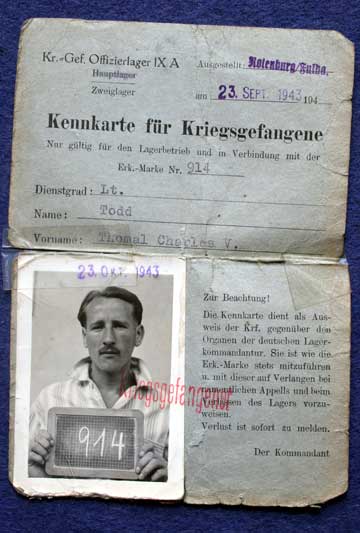 Kr.-Gef. Offizierlager IX A
Hauptlager
Zweiglager
Ausgestellt: Rotenburg/Fulda.
am 23. SEPT. 1943 194
Kennkarte für Kriegsgefangene
Nur gültig für den Lagerbetrieb und in Verbindung mit der
Erk.-Marke Nr. 914
Dienstgrad: Lt.
Name: Todd
Vorname: Thomal Charles V.
23. OKT. 1943
Kriegsgefangener
914
Zur Beachtung!
Die Kennkarte dient als Aus-
weis der Krf. gegenüber den
Organen der deutschen Lager-
kommandantur. Sie ist wie die
Erk.-Marke stets mitzuführen
u. mit dieser auf Verlangen bei
namentlichen Appells und beim
Verlassen des Lagers vorzu-
weisen.
Verlust ist sofort zu melden.
Der Kommandant